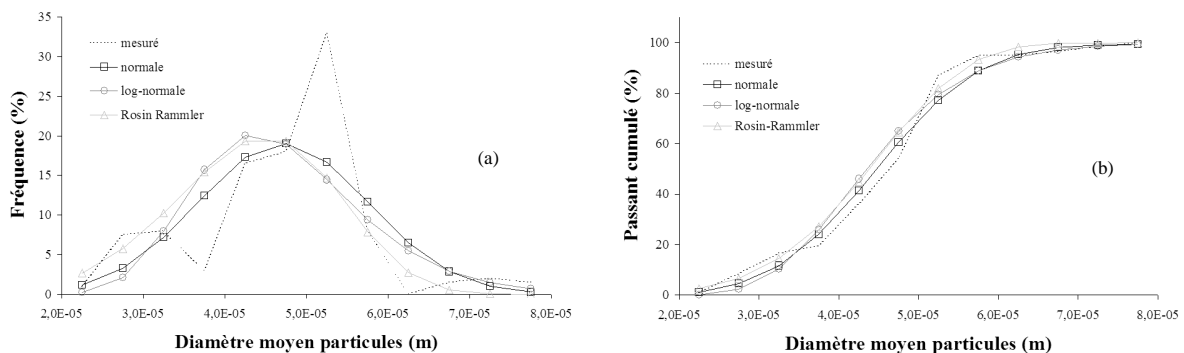 35
30
25
20
15
10
5
0
Fréquence (%)
mesuré
normale
log-normale
Rosin Rammler
(a)
2,0E-05 3,0E-05 4,0E-05 5,0E-05 6,0E-05 7,0E-05 8,0E-05
Diamètre moyen particules (m)
100
80
60
40
20
0
Passant cumulé (%)
mesuré
normale
log-normale
Rosin-Rammler
(b)
2,0E-05 3,0E-05 4,0E-05 5,0E-05 6,0E-05 7,0E-05 8,0E-05
Diamètre moyen particules (m)